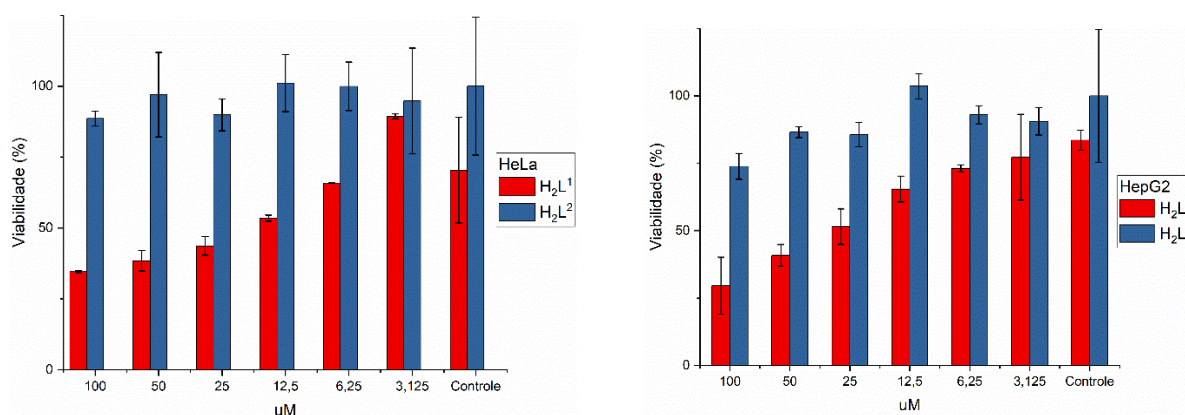 100
50
0
Viabilidade (%)
HeLa
H₂L¹
H₂L²
100 50 25 12,5 6,25 3,125 Controle
uM
100
50
0
Viabilidade (%)
HepG2
H₂L
H₂L
100 50 25 12,5 6,25 3,125 Controle
uM